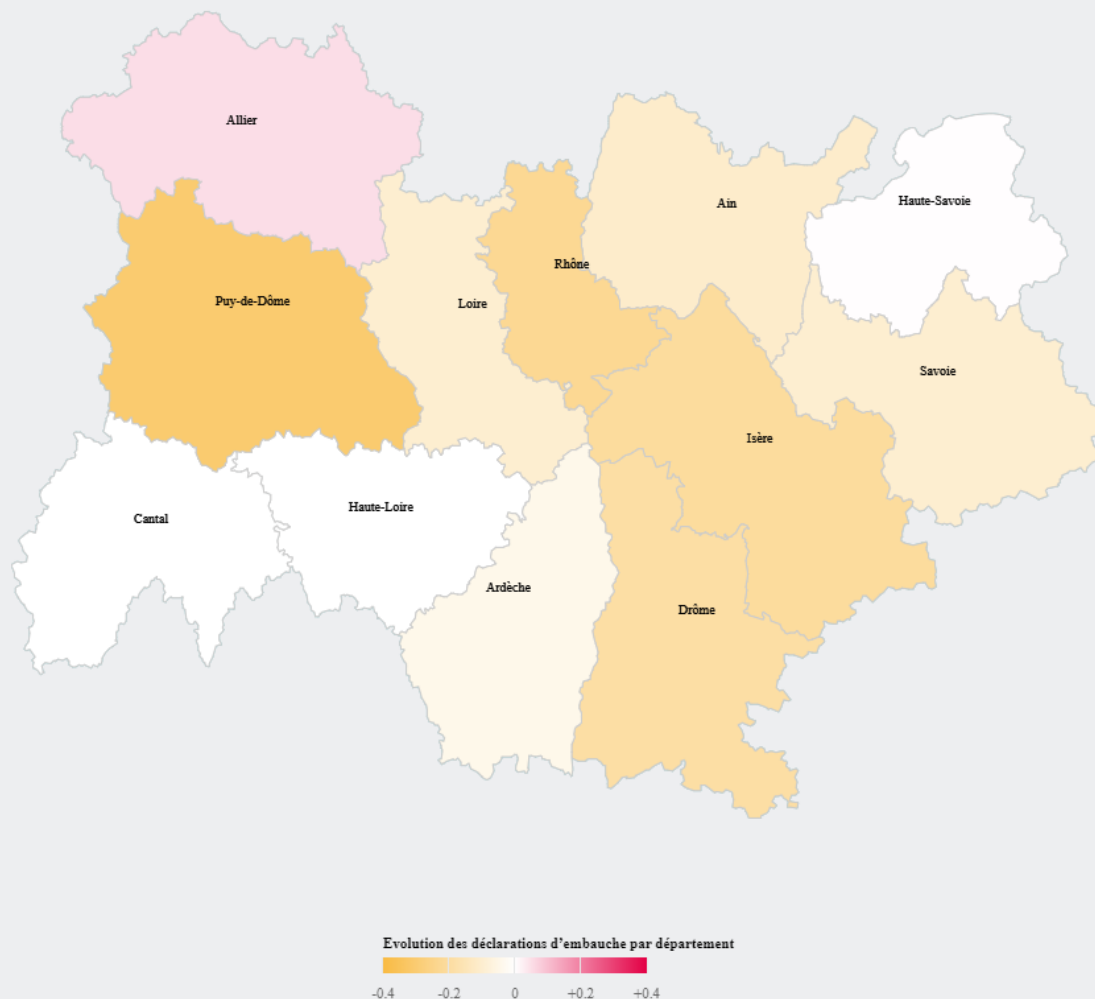 Allier
Haute-Savoie
Ain
Rhône
Puy-de-Dôme
Loire
Savoie
Isère
Haute-Loire
Cantal
Ardèche
Drôme
Evolution des déclarations d’embauche par département
-0.4 -0.2 0 +0.2 +0.4